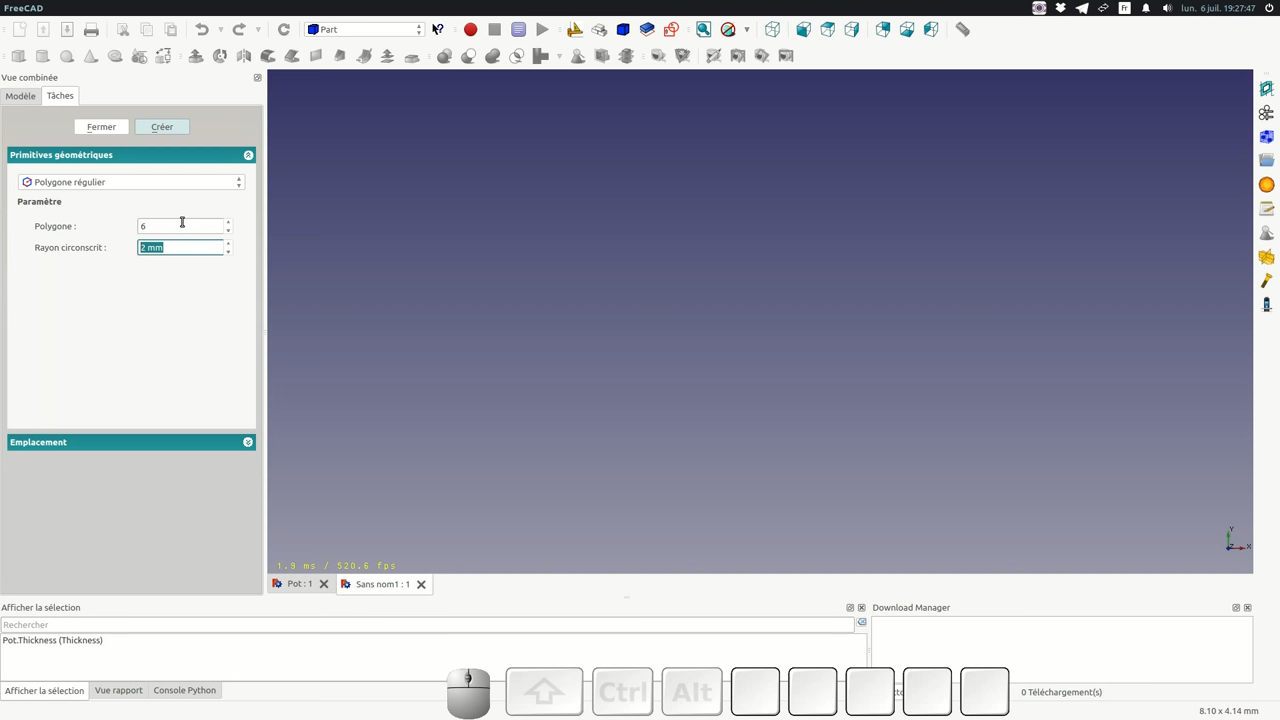 FreeCAD
Fr
lun. 6 juil, 19:27:47
Part
Vue combinée
Modèle
Tâches
Fermer
Créer
Primitives géométriques
Polygone régulier
Paramètre
Polygone :
6
Rayon circonscrit :
2 mm
Emplacement
Y
Z
X
1.9 ms / 520.6 fps
Pot : 1
Sans nom1 : 1
Afficher la sélection
Download Manager
Rechercher
Pot.Thickness (Thickness)
Ctrl
Alt
0 Téléchargement(s)
Afficher la sélection
Vue rapport
Console Python
8.10 x 4.14 mm